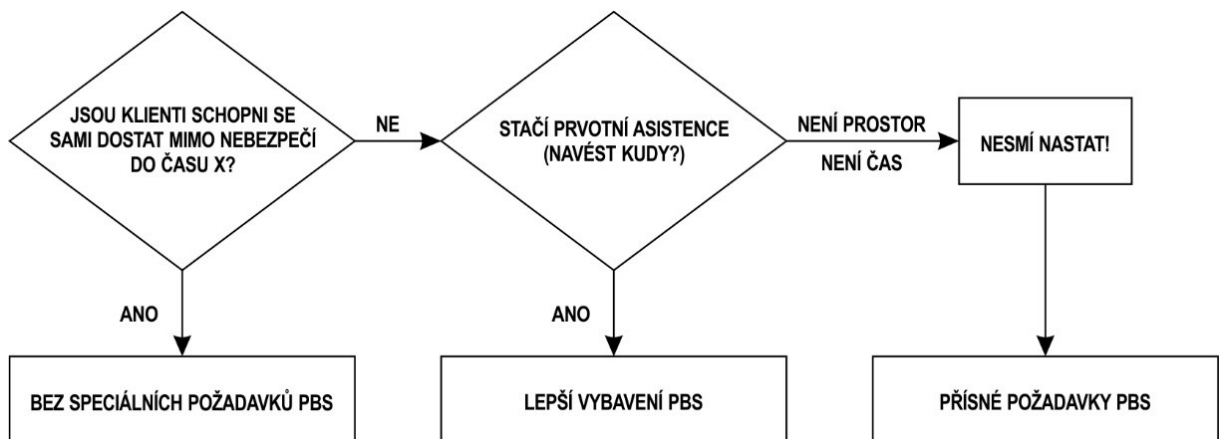 JSOU KLIENTI SCHOPNI SE
SAMI DOSTAT MIMO NEBEZPEČÍ
DO ČASU X?
NE
STAČÍ PRVOTNÍ ASISTENCE
(NAVÉST KUDY?)
NENÍ PROSTOR
NENÍ ČAS
NESMÍ NASTAT!
ANO
ANO
BEZ SPECIÁLNÍCH POŽADAVKŮ PBS
LEPŠÍ VYBAVENÍ PBS
PŘÍSNÉ POŽADAVKY PBS